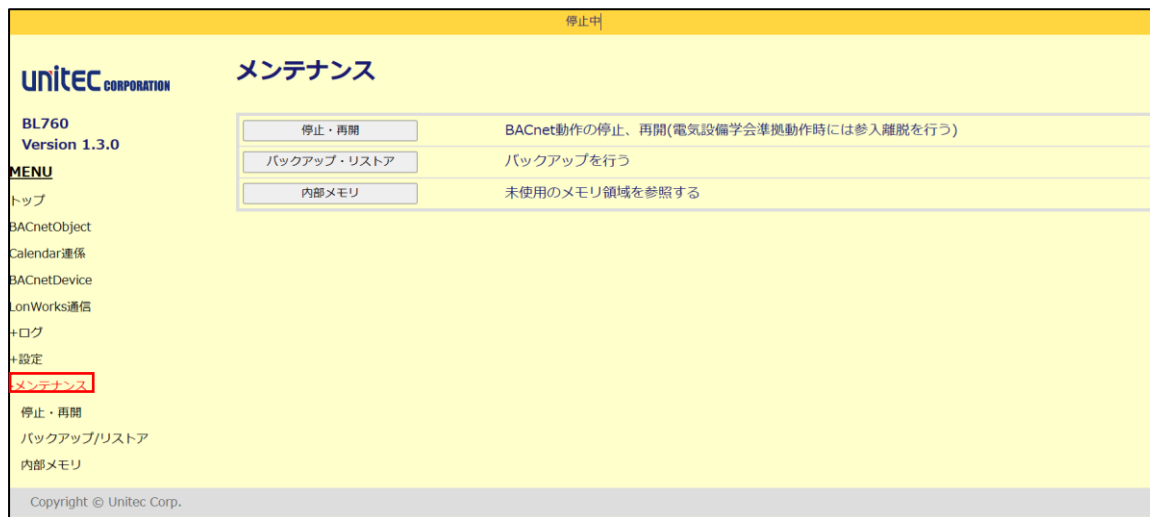 停止中
unitec CORPORATION
BL760
Version 1.3.0
MENU
トップ
BACnetObject
Calendar連係
BACnetDevice
LonWorks通信
+ログ
+設定
-メンテナンス
停止・再開
バックアップ/リストア
内部メモリ
メンテナンス
停止・再開 BACnet動作の停止、再開(電気設備学会準拠動作時には参入離脱を行う)
バックアップ・リストア バックアップを行う
内部メモリ 未使用のメモリ領域を参照する
Copyright © Unitec Corp.